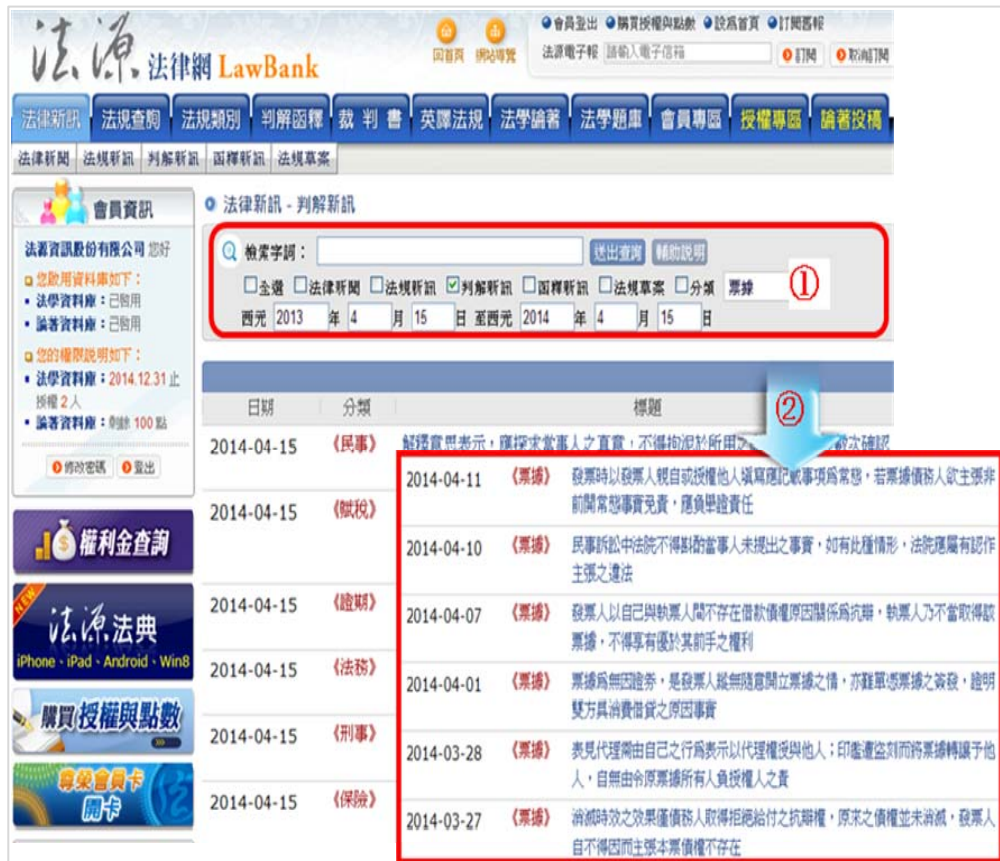 法源 法律網 LawBank
回首頁 網站導覽
會員登出 購買授權與點數 設為首頁 訂閱舊報
法源電子報 請輸入電子信箱 訂閱 取消訂閱
法律新訊 法規查詢 法規類別 判解函釋 裁判書 英譯法規 法學論著 法學題庫 會員專區 授權專區 論著投稿
法律新聞 法規新訊 判解新訊 函釋新訊 法規草案
會員資訊
法源資訊股份有限公司 您好
您啟用資料庫如下：
法學資料庫：已啟用
論著資料庫：已啟用
您的權限說明如下：
法學資料庫：2014.12.31 止
授權 2 人
論著資料庫：剩餘 100 點
修改密碼 登出
權利金查詢
NEW
法源法典
iPhone、iPad、Android、Win8
購買授權與點數
尊榮會員卡
開卡
法律新訊 - 判解新訊
檢索字詞： 送出查詢 輔助說明
全選 法律新聞 法規新訊 判解新訊 函釋新訊 法規草案 分類 票據
①
西元 2013 年 4 月 15 日 至西元 2014 年 4 月 15 日
日期 分類 標題
②
2014-04-15 《民事》 解釋意思表示，應探求當事人之真意，不得拘泥於所用之
2014-04-15 《賦稅》
2014-04-15 《證期》
2014-04-15 《法務》
2014-04-15 《刑事》
2014-04-15 《保險》
2014-04-11 《票據》 發票時以發票人親自或授權他人填寫應記載事項為常態，若票據債務人欲主張非
前開常態事實免責，應負舉證責任
2014-04-10 《票據》 民事訴訟中法院不得斟酌當事人未提出之事實，如有此種情形，法院應屬有認作
主張之違法
2014-04-07 《票據》 發票人以自己與執票人間不存在借款債權原因關係為抗辯，執票人乃不當取得該
票據，不得享有優於其前手之權利
2014-04-01 《票據》 票據為無因證券，是發票人縱無隨意開立票據之情，亦難單憑票據之簽發，證明
雙方具消費借貸之原因事實
2014-03-28 《票據》 表見代理需由自己之行為表示以代理權授與他人；印鑑遭盜刻而將票據轉讓予他
人，自無由令原票據所有人負授權人之責
2014-03-27 《票據》 消滅時效之效果僅債務人取得拒絕給付之抗辯權，原來之債權並未消滅，發票人
自不得因而主張本票債權不存在